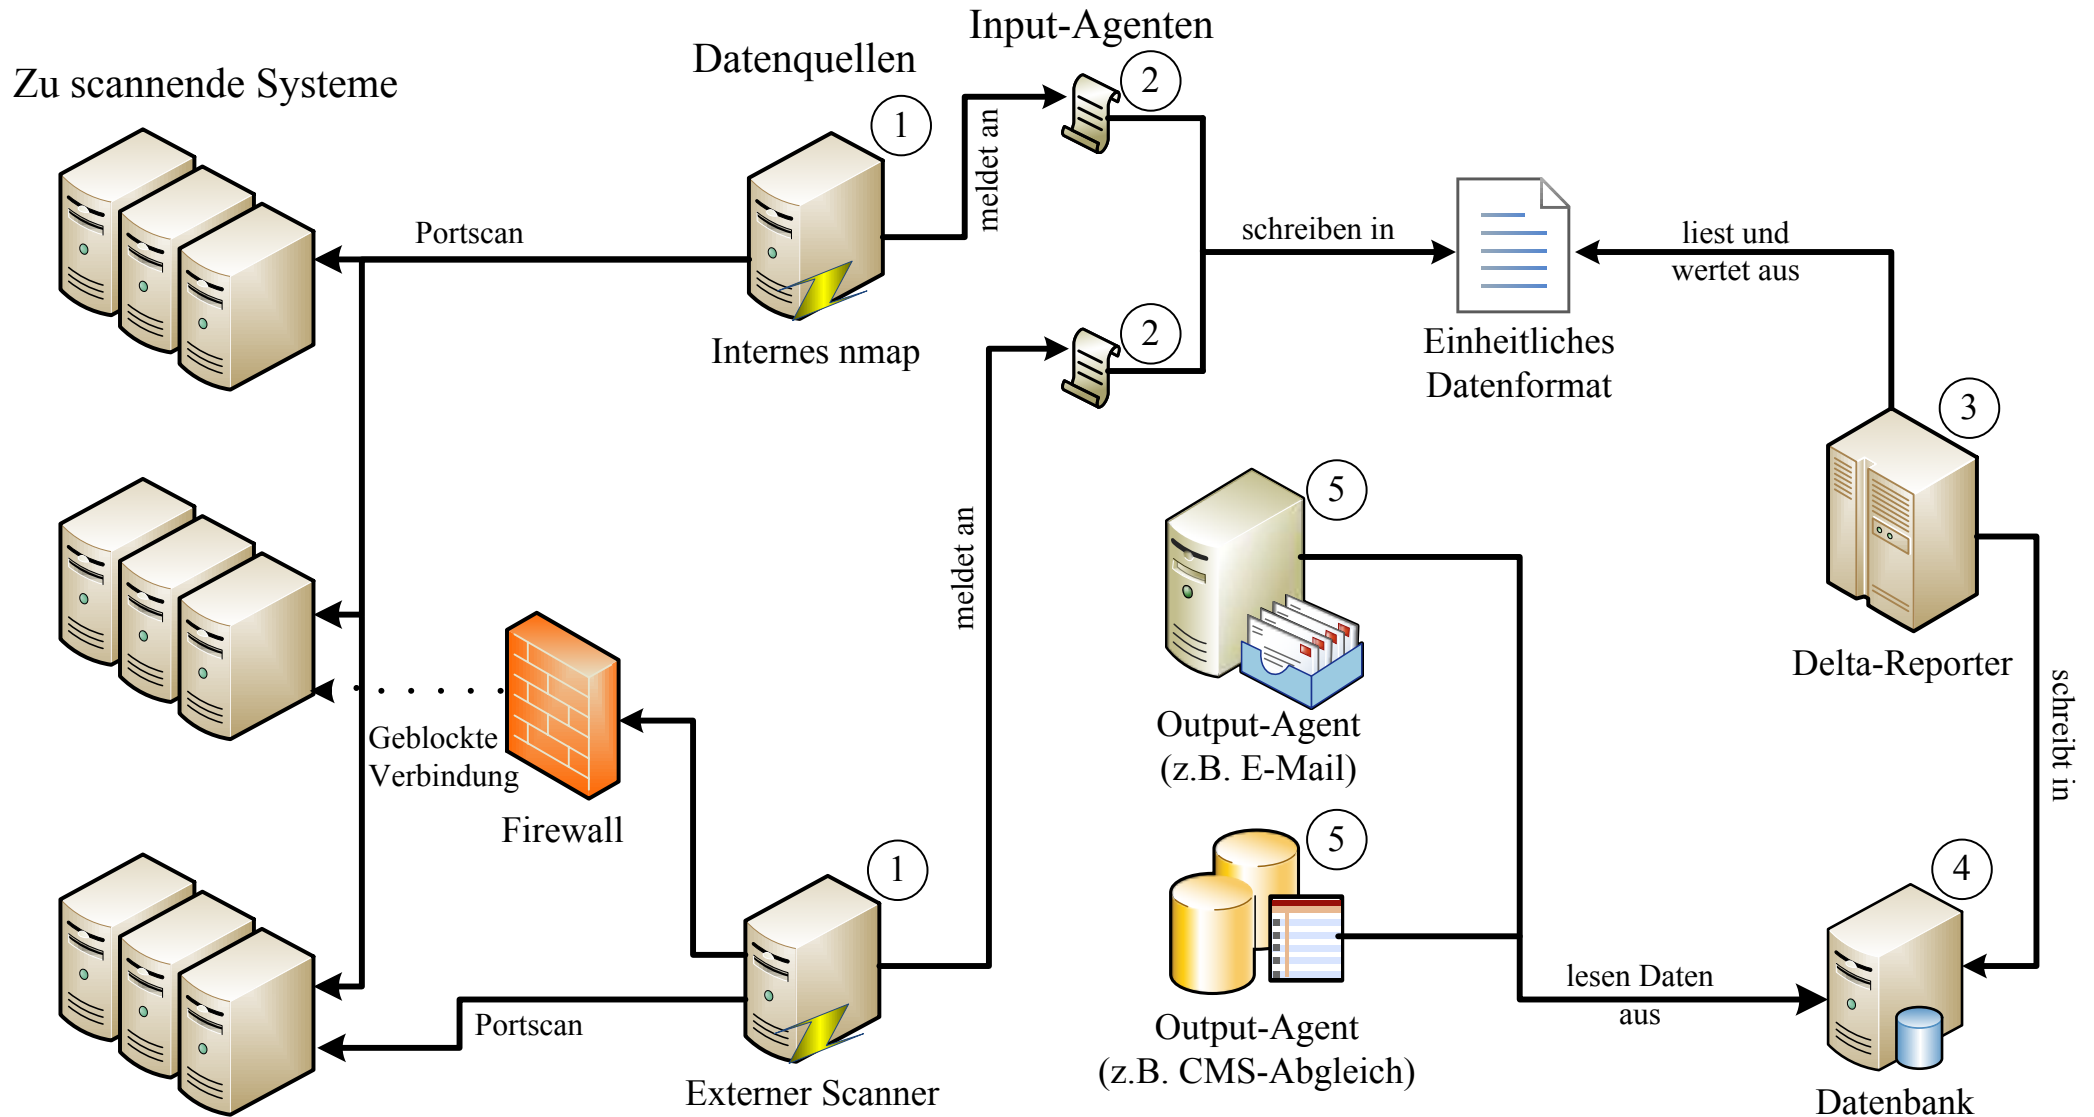 Zu scannende Systeme
Datenquellen
Input-Agenten
1
2
meldet an
Portscan
Internes nmap
2
schreiben in
liest und
wertet aus
Einheitliches
Datenformat
3
Delta-Reporter
schreibt in
meldet an
5
Output-Agent
(z.B. E-Mail)
Geblockte
Verbindung
Firewall
1
Portscan
Externer Scanner
5
Output-Agent
(z.B. CMS-Abgleich)
lesen Daten
aus
4
Datenbank